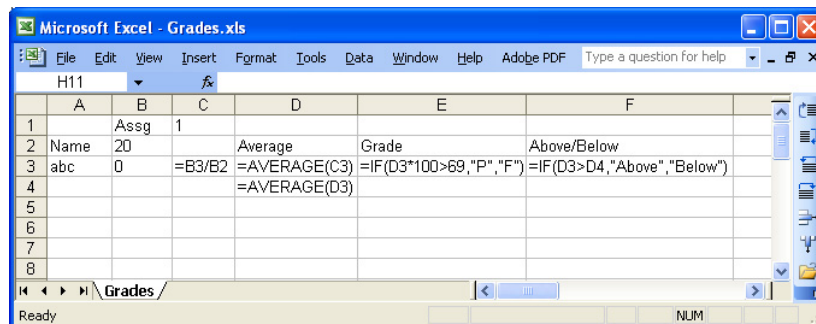 Microsoft Excel - Grades.xls
File Edit View Insert Format Tools Data Window Help Adobe PDF Type a question for help
H11 fx
A B C D E F
1 Assg 1
2 Name 20 Average Grade Above/Below
3 abc 0 =B3/B2 =AVERAGE(C3) =IF(D3*100>69,"P","F") =IF(D3>D4,"Above","Below")
4 =AVERAGE(D3)
5
6
7
8
Grades
Ready NUM